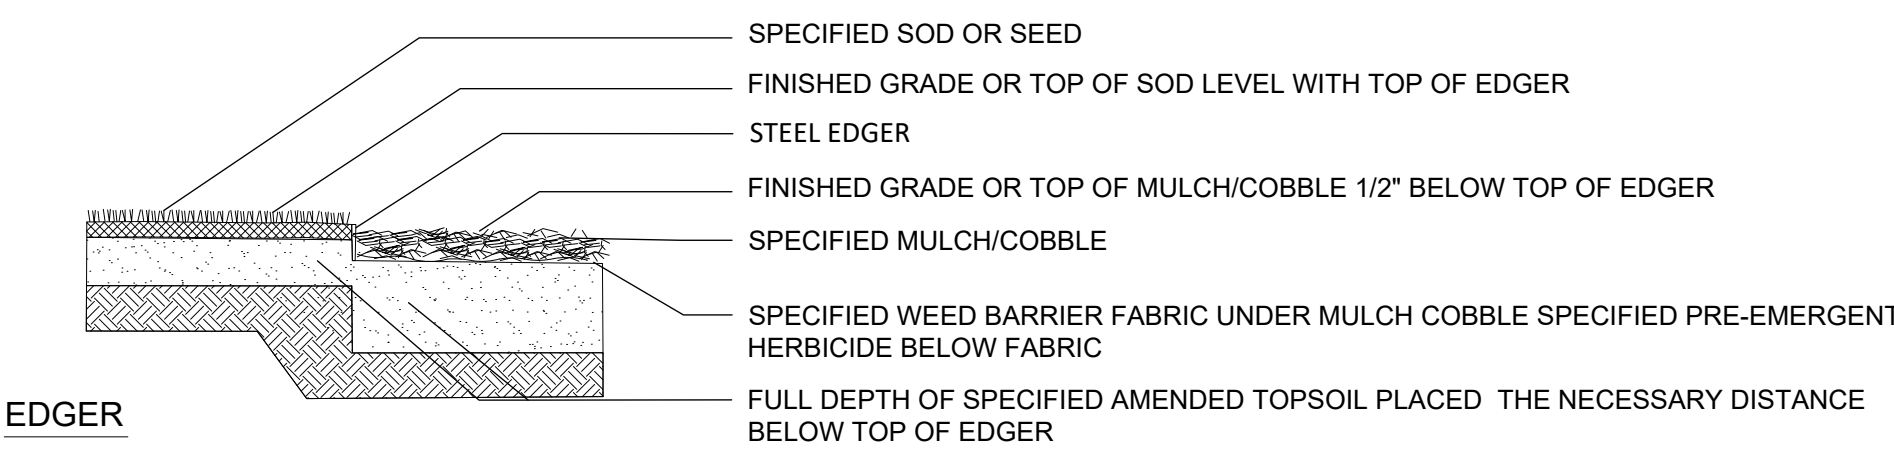 SPECIFIED SOD OR SEED
FINISHED GRADE OR TOP OF SOD LEVEL WITH TOP OF EDGER
STEEL EDGER
FINISHED GRADE OR TOP OF MULCH/COBBLE 1/2" BELOW TOP OF EDGER
SPECIFIED MULCH/COBBLE
SPECIFIED WEED BARRIER FABRIC UNDER MULCH COBBLE SPECIFIED PRE-EMERGENT
HERBICIDE BELOW FABRIC
FULL DEPTH OF SPECIFIED AMENDED TOPSOIL PLACED THE NECESSARY DISTANCE
BELOW TOP OF EDGER
EDGER